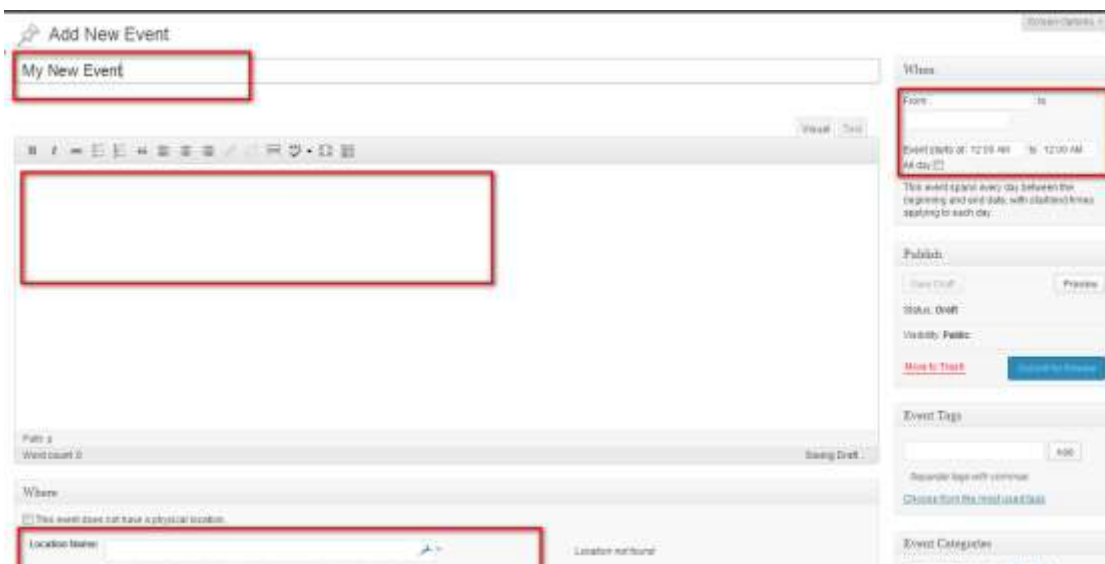 Screen Options
Add New Event
My New Event
Visual Text
Path: p
Word count: 0
Saving Draft...
Where
This event does not have a physical location.
Location Name:
Location not found
When
From to
Event starts at 12:00 AM to 12:00 AM
All day
This event spans every day between the
beginning and end date, with start/end times
applying to each day.
Publish
Save Draft Preview
Status: Draft
Visibility: Public
Move to Trash Submit for Review
Event Tags
Add
Separate tags with commas
Choose from the most used tags
Event Categories